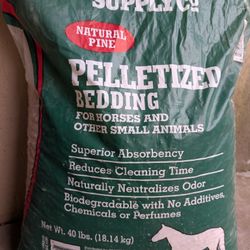 SUPPLY Co
NATURAL
PINE
PELLETIZED
BEDDING
FOR HORSES AND
OTHER SMALL ANIMALS
Superior Absorbency
Reduces Cleaning Time
Naturally Neutralizes Odor
Biodegradable with No Additives,
Chemicals or Perfumes
Net Wt. 40 lbs. (18.14 kg)